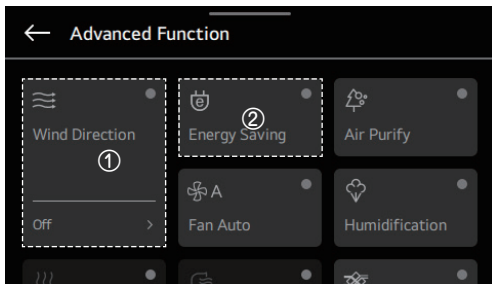 ← Advanced Function
Wind Direction
①
Off >
② 
Energy Saving
Air Purify
A
Fan Auto
Humidification